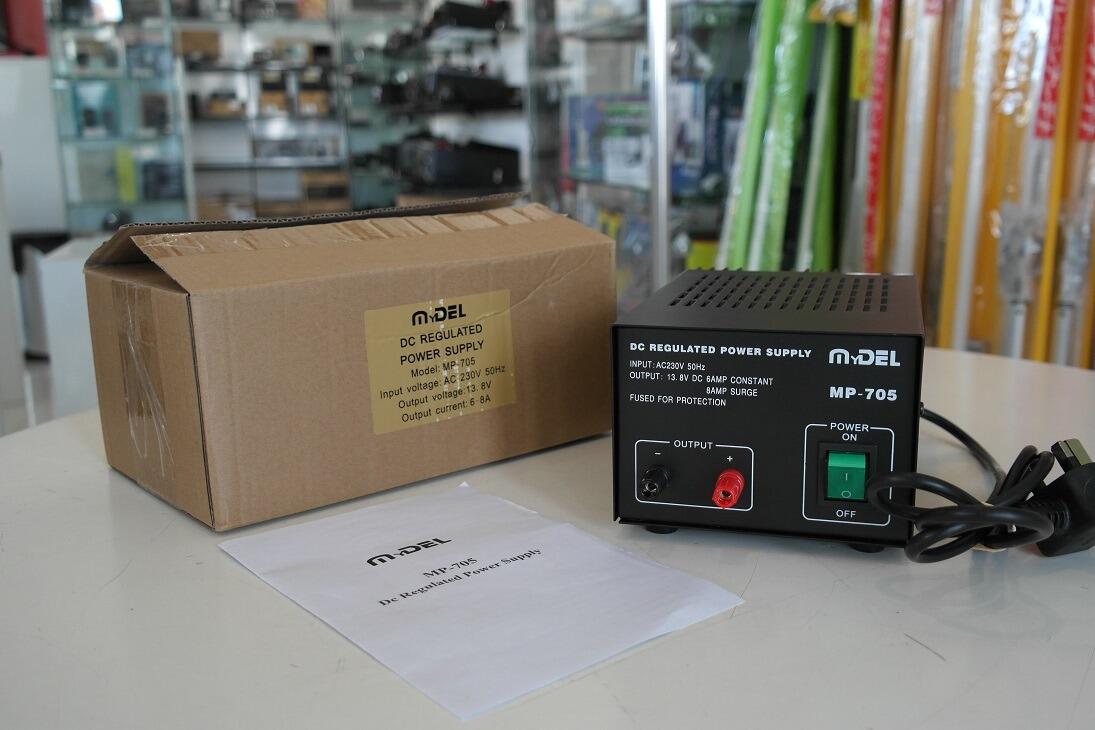 MyDEL
DC REGULATED
POWER SUPPLY
Model: MP-705
Input voltage: AC 230V 50Hz
Output voltage:13. 8V
Output current: 6-8A
DC REGULATED POWER SUPPLY
MyDEL
INPUT: AC230V 50Hz
OUTPUT: 13. 8V DC 6AMP CONSTANT
8AMP SURGE
MP-705
FUSED FOR PROTECTION
OUTPUT
- +
POWER
ON
I
O
OFF
MyDEL
MP-705
Dc Regulated Power Supply